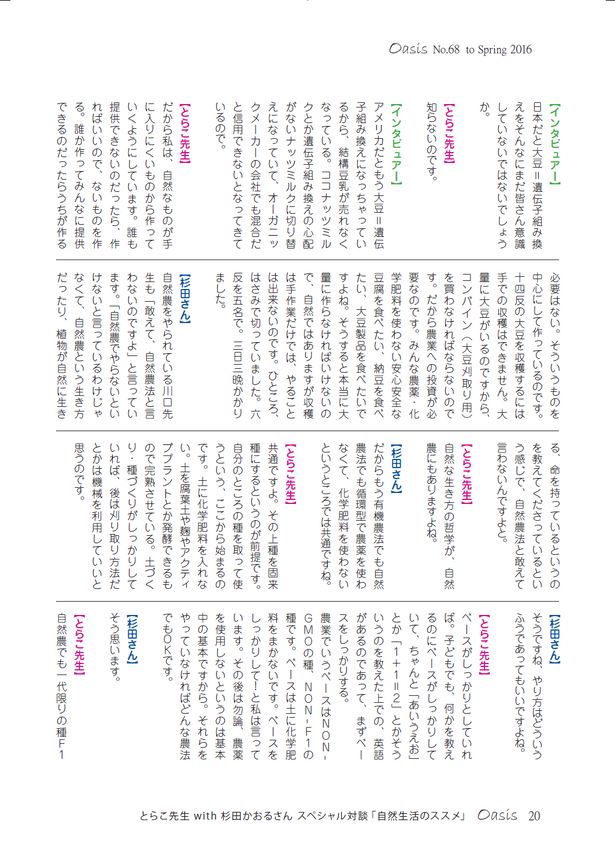 Oasis No.68 to Spring 2016
【インタビュアー】
日本だと大豆＝遺伝子組み換
えをそんなにまだ皆さん意識
していないではないでしょう
か。
【とらこ先生】
知らないのです。
【インタビュアー】
アメリカだともう大豆＝遺伝
子組み換えになっちゃってい
るから、結構豆乳が売れなく
なっている。ココナッツミル
クとか遺伝子組み換えの心配
がないナッツミルクに切り替
えになっていて、オーガニッ
クメーカーの会社でも混合だ
と信用できないとなってきて
いるので。
【とらこ先生】
だから私は、自然なものが手
に入りにくいものから作って
いくようにしています。誰も
提供できないのだったら、作
ればいいので、ないものを作
る。誰か作ってみんなに提供
できるのだったらうちが作る
必要はない。そういうものを
中心にして作っているのです。
十四反の大豆を収穫するには
手での収穫はできません。大
量に大豆がいるのですから、
コンバイン（大豆刈取り用）
を買わなければならないので
す。だから農業への投資が必
要なのです。みんな農薬・化
学肥料を使わない安心安全な
豆腐を食べたい、納豆を食べ
たい、大豆製品を食べたいで
すよね。そうすると本当に大
量に作らなければいけないの
で、自然ではありますが収穫
は手作業だけでは、やること
は出来ないのです。ひところ、
はさみで切っていました。六
反を五名で。三日三晩かかり
ました。
【杉田さん】
自然農をやられている川口先
生も「敢えて、自然農法と言
わないのですよ」と言ってい
ます。「自然農でやらないとい
けないと言っているわけじゃ
なくて、自然農という生き方
だったり、植物が自然に生き
る、命を持っているというの
を教えてくださっているとい
う感じで、自然農法と敢えて
言わないんですよと。
【とらこ先生】
自然な生き方の哲学が、自然
農にもありますよね。
【杉田さん】
だからもう有機農法でも自然
農法でも循環型で農薬を使わ
なくて、化学肥料を使わない
というところでは共通ですね。
【とらこ先生】
共通ですよ。その上種を固来
種にするというのが前提です。
自分のところの種を取って使
うという、ここから始まるの
です。土に化学肥料を入れな
い。土を腐葉土や麹やアクティ
ブプラントとか発酵できるも
ので完熟させている。土づく
り・種づくりがしっかりして
いれば、後は刈り取り方法だ
とかは機械を利用していいと
思うのです。
【杉田さん】
そうですね、やり方はどういう
ふうであってもいいですよね。
【とらこ先生】
ベースがしっかりとしていれ
ば。子どもでも、何かを教え
るのにベースがしっかりして
いて、ちゃんと「あいうえお」
とか「１＋１＝２」とかそう
いうのを教えた上での、英語
があるのであって、まずベー
スをしっかりする。
農業でいうベースはＮＯＮ-
ＧＭＯの種、ＮＯＮ-Ｆ１の
種です。ベースは土に化学肥
料をまかないです。ベースを
しっかりして！と私は言って
います。その後は勿論、農薬
を使用しないというのは基本
中の基本ですから。それらを
やっていなければどんな農法
でもＯＫです。
【杉田さん】
そう思います。
【とらこ先生】
自然農でも一代限りの種Ｆ１
とらこ先生 with 杉田かおるさん スペシャル対談「自然生活のススメ」 Oasis 20